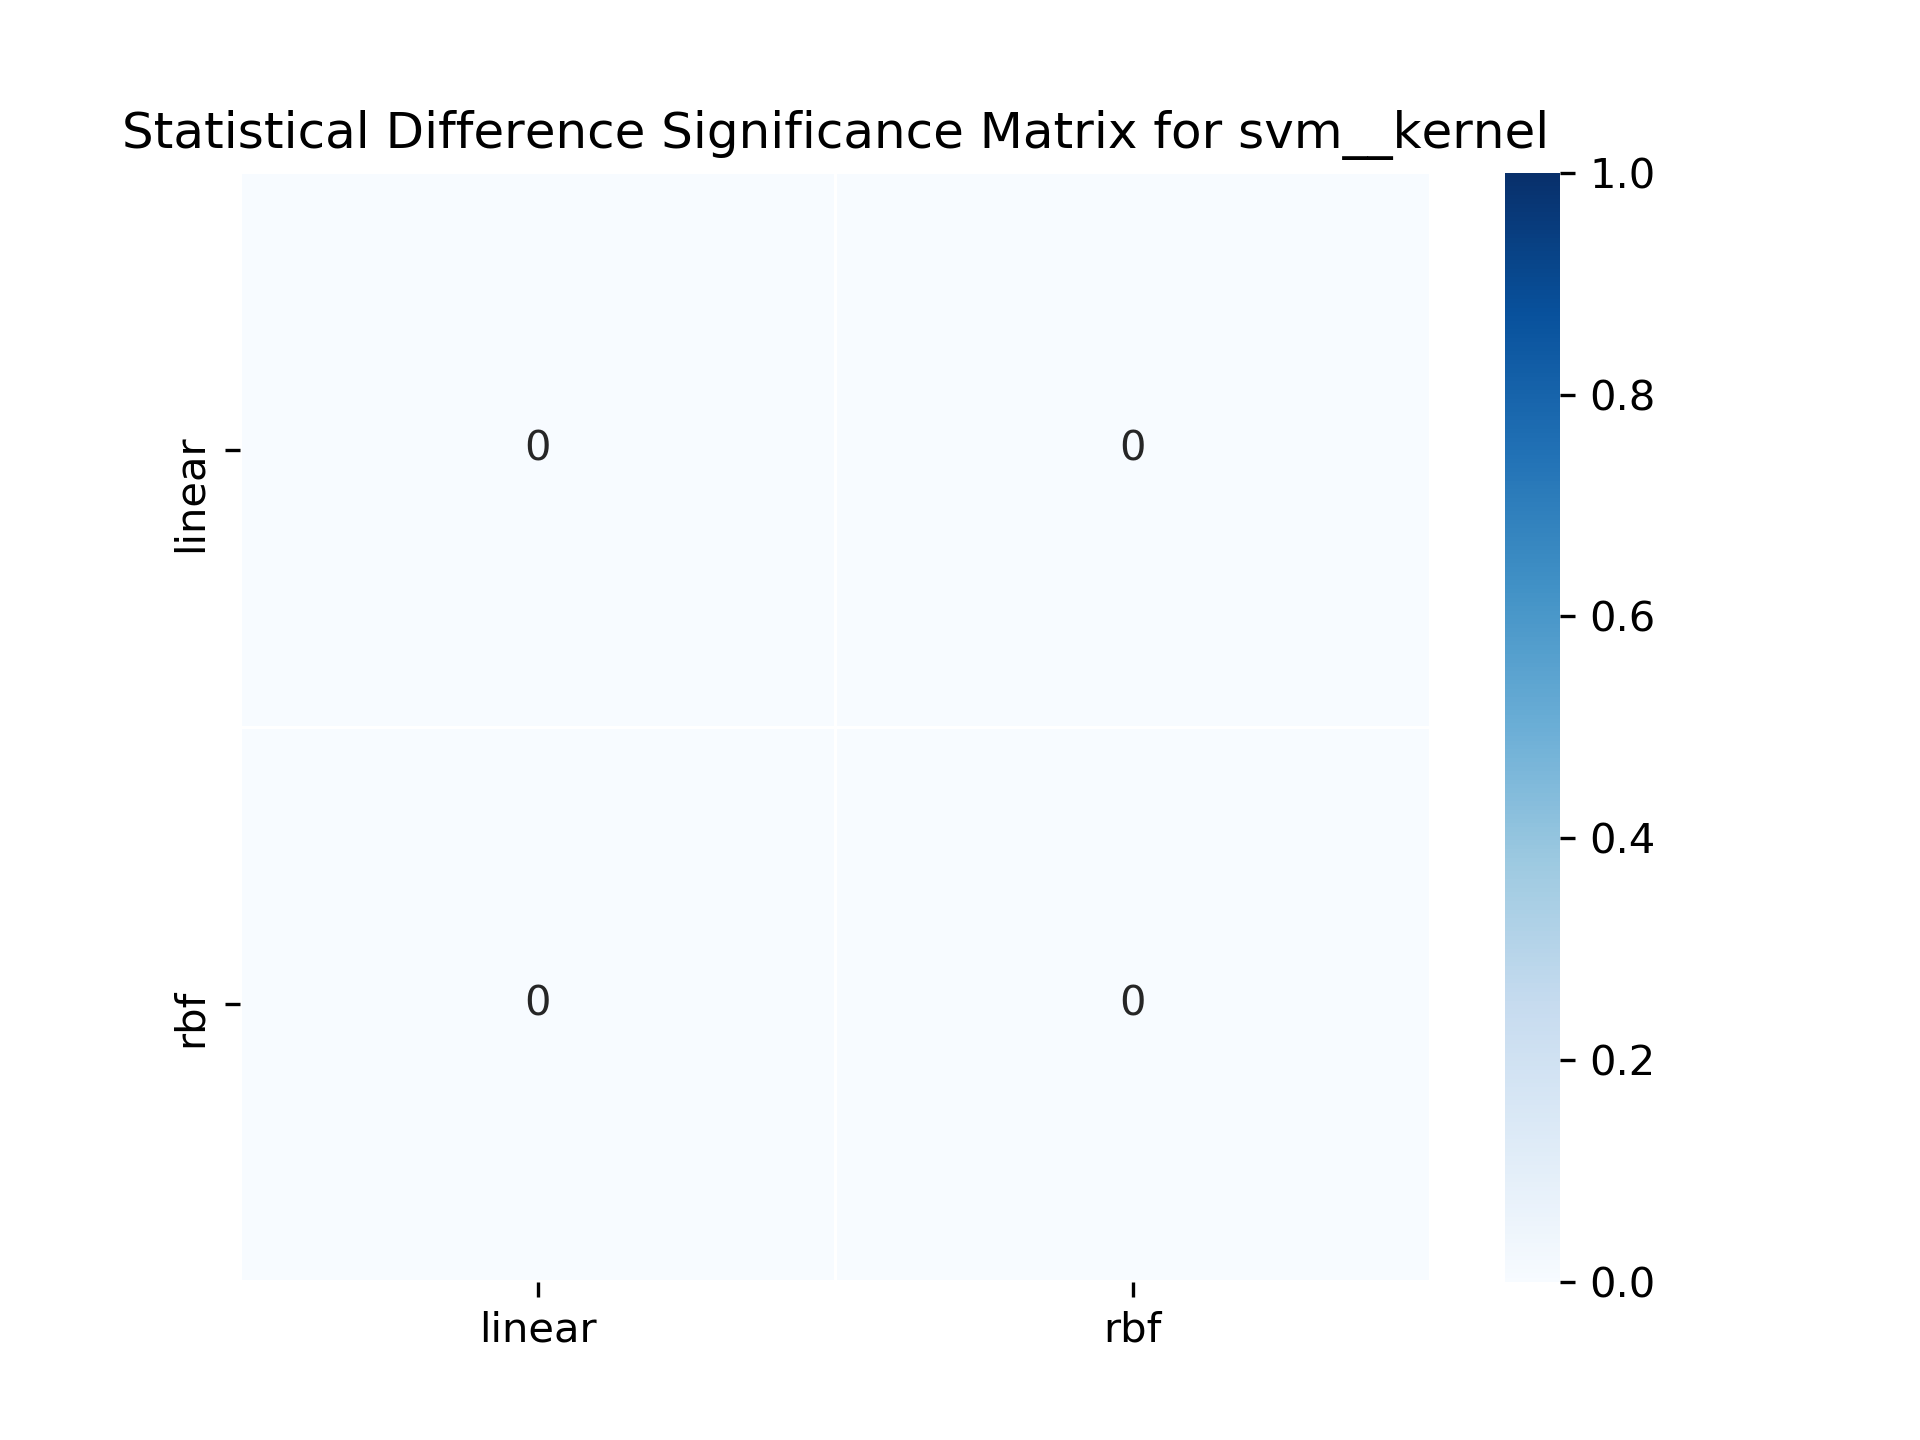 Statistical Difference Significance Matrix for svm__kernel
1.0
0.8
0.6
0.4
0.2
0.0
linear
0 0
rbf
0 0
linear rbf